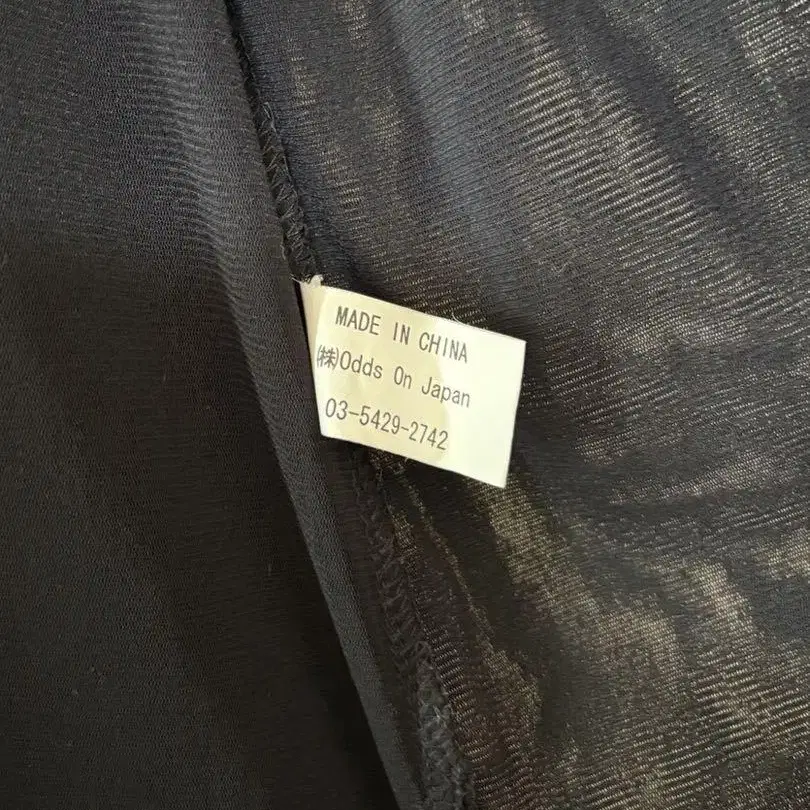 MADE IN CHINA
(株)Odds On Japan
03-5429-2742